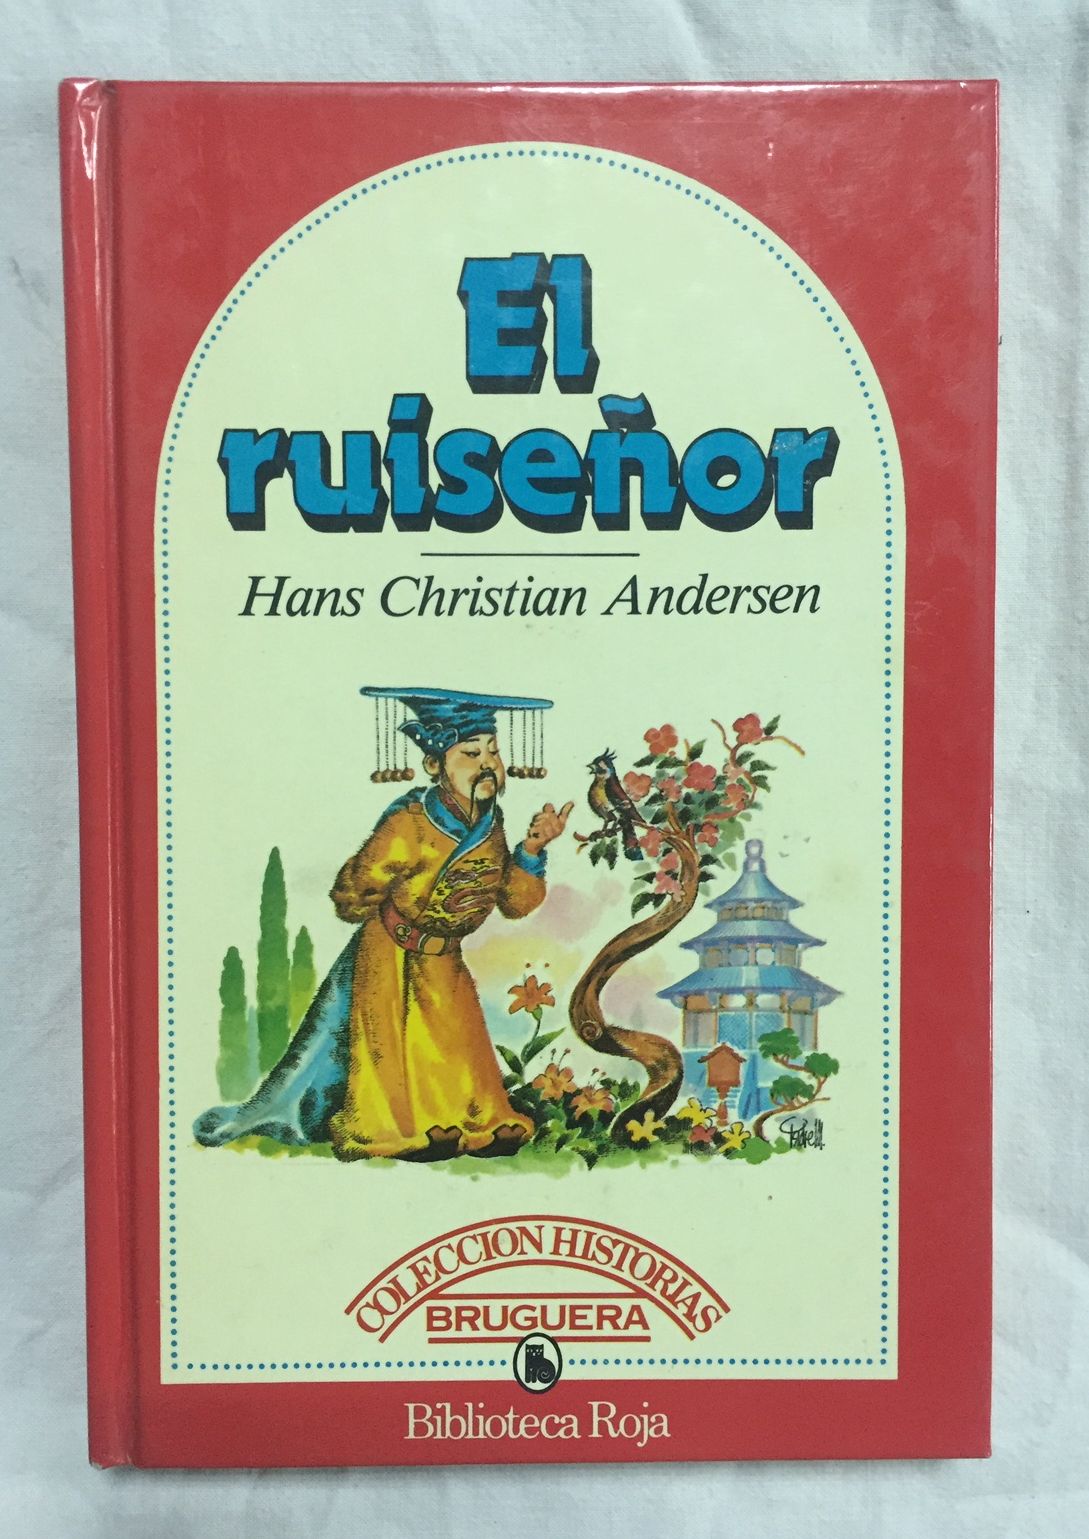 El
ruiseñor
Hans Christian Andersen
COLECCION HISTORIAS
BRUGUERA
Biblioteca Roja